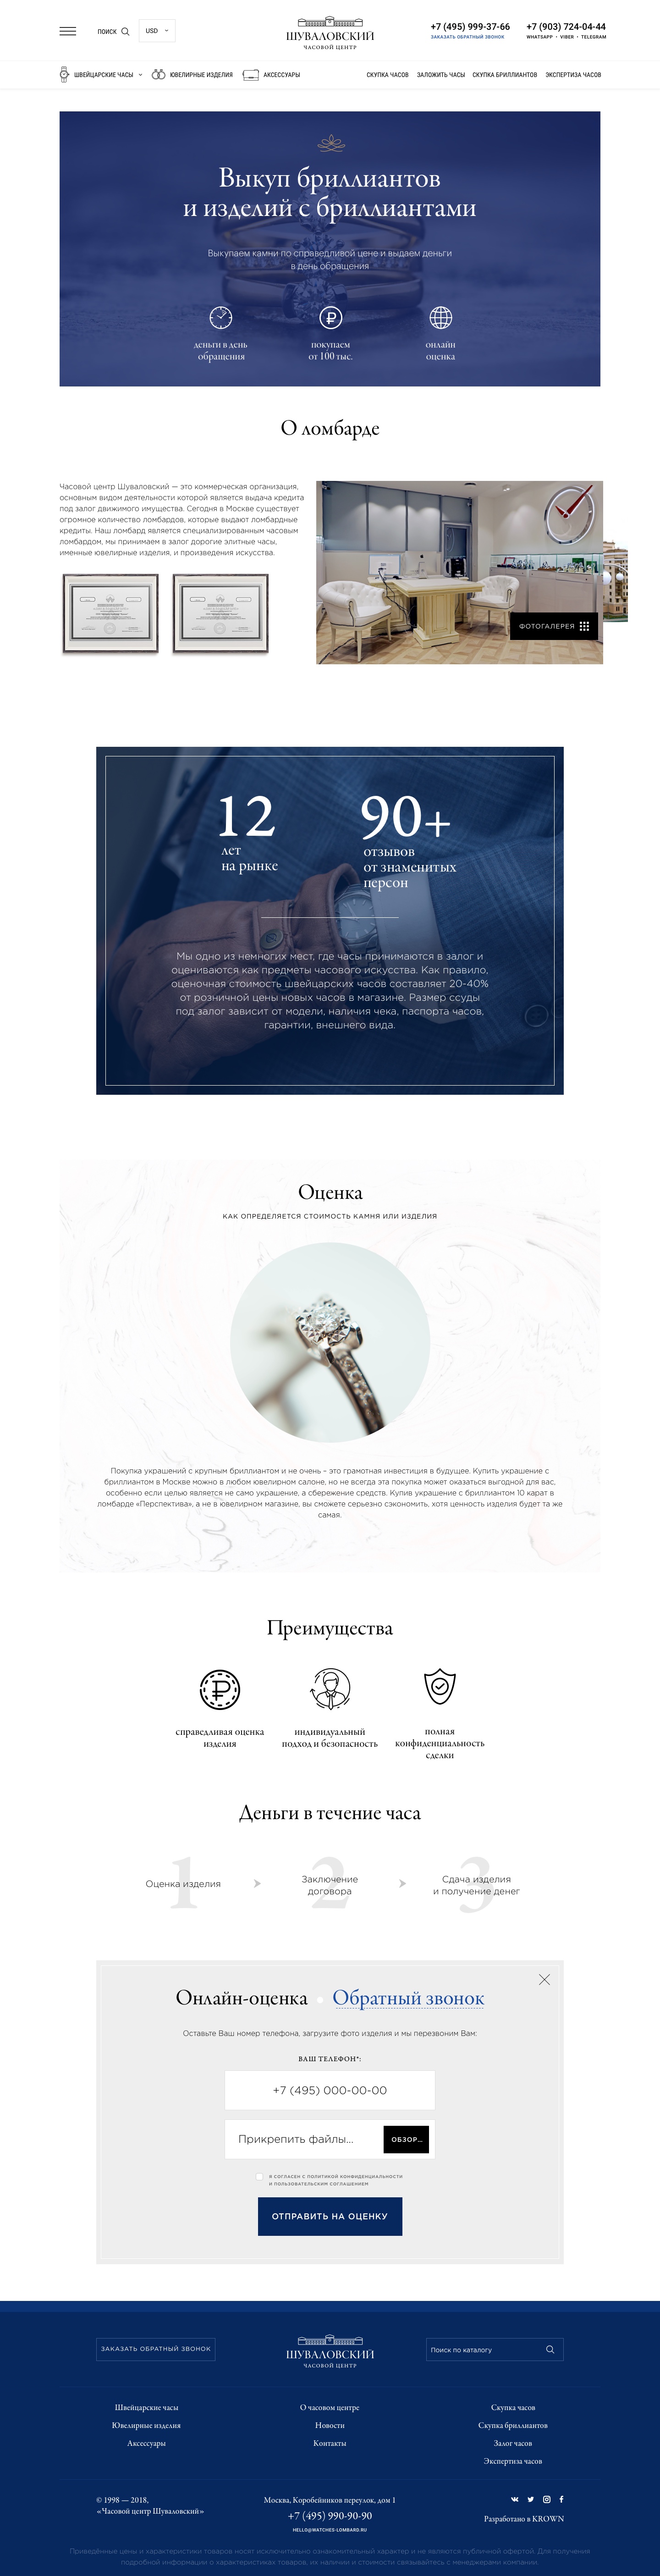 ПОИСК
USD
ШУВАЛОВСКИЙ
ЧАСОВОЙ ЦЕНТР
+7 (495) 999-37-66
ЗАКАЗАТЬ ОБРАТНЫЙ ЗВОНОК
+7 (903) 724-04-44
WHATSAPP • VIBER • TELEGRAM
ШВЕЙЦАРСКИЕ ЧАСЫ
ЮВЕЛИРНЫЕ ИЗДЕЛИЯ
АКСЕССУАРЫ
СКУПКА ЧАСОВ
ЗАЛОЖИТЬ ЧАСЫ
СКУПКА БРИЛЛИАНТОВ
ЭКСПЕРТИЗА ЧАСОВ
Выкуп бриллиантов
и изделий с бриллиантами
Выкупаем камни по справедливой цене и выдаем деньги
в день обращения
деньги в день
обращения
покупаем
от 100 тыс.
онлайн
оценка
О ломбарде
Часовой центр Шуваловский — это коммерческая организация,
основным видом деятельности которой является выдача кредита
под залог движимого имущества. Сегодня в Москве существует
огромное количество ломбардов, которые выдают ломбардные
кредиты. Наш ломбард является специализированным часовым
ломбардом, мы принимаем в залог дорогие элитные часы,
именные ювелирные изделия, и произведения искусства.
ФОТОГАЛЕРЕЯ
12
лет
на рынке
90+
отзывов
от знаменитых
персон
Мы одно из немногих мест, где часы принимаются в залог и
оцениваются как предметы часового искусства. Как правило,
оценочная стоимость швейцарских часов составляет 20-40%
от розничной цены новых часов в магазине. Размер ссуды
под залог зависит от модели, наличия чека, паспорта часов,
гарантии, внешнего вида.
Оценка
КАК ОПРЕДЕЛЯЕТСЯ СТОИМОСТЬ КАМНЯ ИЛИ ИЗДЕЛИЯ
Покупка украшений с крупным бриллиантом и не очень – это грамотная инвестиция в будущее. Купить украшение с
бриллиантом в Москве можно в любом ювелирном салоне, но не всегда эта покупка может оказаться выгодной для вас,
особенно если целью является не само украшение, а сбережение средств. Купив украшение с бриллиантом 10 карат в
ломбарде «Перспектива», а не в ювелирном магазине, вы сможете серьезно сэкономить, хотя ценность изделия будет та же
самая.
Преимущества
справедливая оценка
изделия
индивидуальный
подход и безопасность
полная
конфиденциальность
сделки
Деньги в течение часа
1
Оценка изделия
2
Заключение
договора
3
Сдача изделия
и получение денег
Онлайн-оценка
Обратный звонок
Оставьте Ваш номер телефона, загрузите фото изделия и мы перезвоним Вам:
ВАШ ТЕЛЕФОН*:
+7 (495) 000-00-00
Прикрепить файлы...
ОБЗОР...
Я СОГЛАСЕН С ПОЛИТИКОЙ КОНФИДЕНЦИАЛЬНОСТИ
И ПОЛЬЗОВАТЕЛЬСКИМ СОГЛАШЕНИЕМ
ОТПРАВИТЬ НА ОЦЕНКУ
ЗАКАЗАТЬ ОБРАТНЫЙ ЗВОНОК
ШУВАЛОВСКИЙ
ЧАСОВОЙ ЦЕНТР
Поиск по каталогу
Швейцарские часы
Ювелирные изделия
Аксессуары
О часовом центре
Новости
Контакты
Скупка часов
Скупка бриллиантов
Залог часов
Экспертиза часов
© 1998 — 2018,
«Часовой центр Шуваловский»
Москва, Коробейников переулок, дом 1
+7 (495) 990-90-90
HELLO@WATCHES-LOMBARD.RU
Разработано в KROWN
Приведённые цены и характеристики товаров носят исключительно ознакомительный характер и не являются публичной офертой. Для получения
подробной информации о характеристиках товаров, их наличии и стоимости связывайтесь с менеджерами компании.